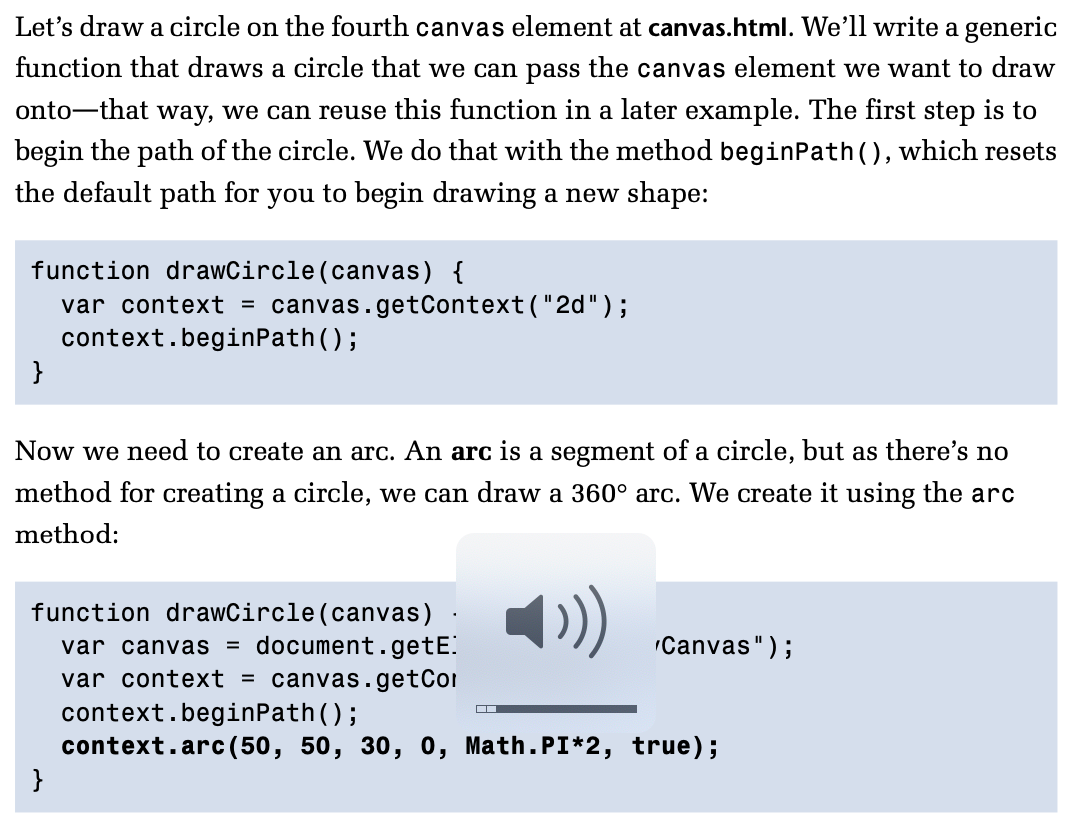 Let’s draw a circle on the fourth canvas element at canvas.html. We’ll write a generic
function that draws a circle that we can pass the canvas element we want to draw
onto—that way, we can reuse this function in a later example. The first step is to
begin the path of the circle. We do that with the method beginPath(), which resets
the default path for you to begin drawing a new shape:
function drawCircle(canvas) {
  var context = canvas.getContext("2d");
  context.beginPath();
}
Now we need to create an arc. An arc is a segment of a circle, but as there’s no
method for creating a circle, we can draw a 360° arc. We create it using the arc
method:
function drawCircle(canvas)
  var canvas = Canvas");
  var context =
  context.beginPath();
  context.arc(50, 50, 30, 0, Math.PI*2, true);
}